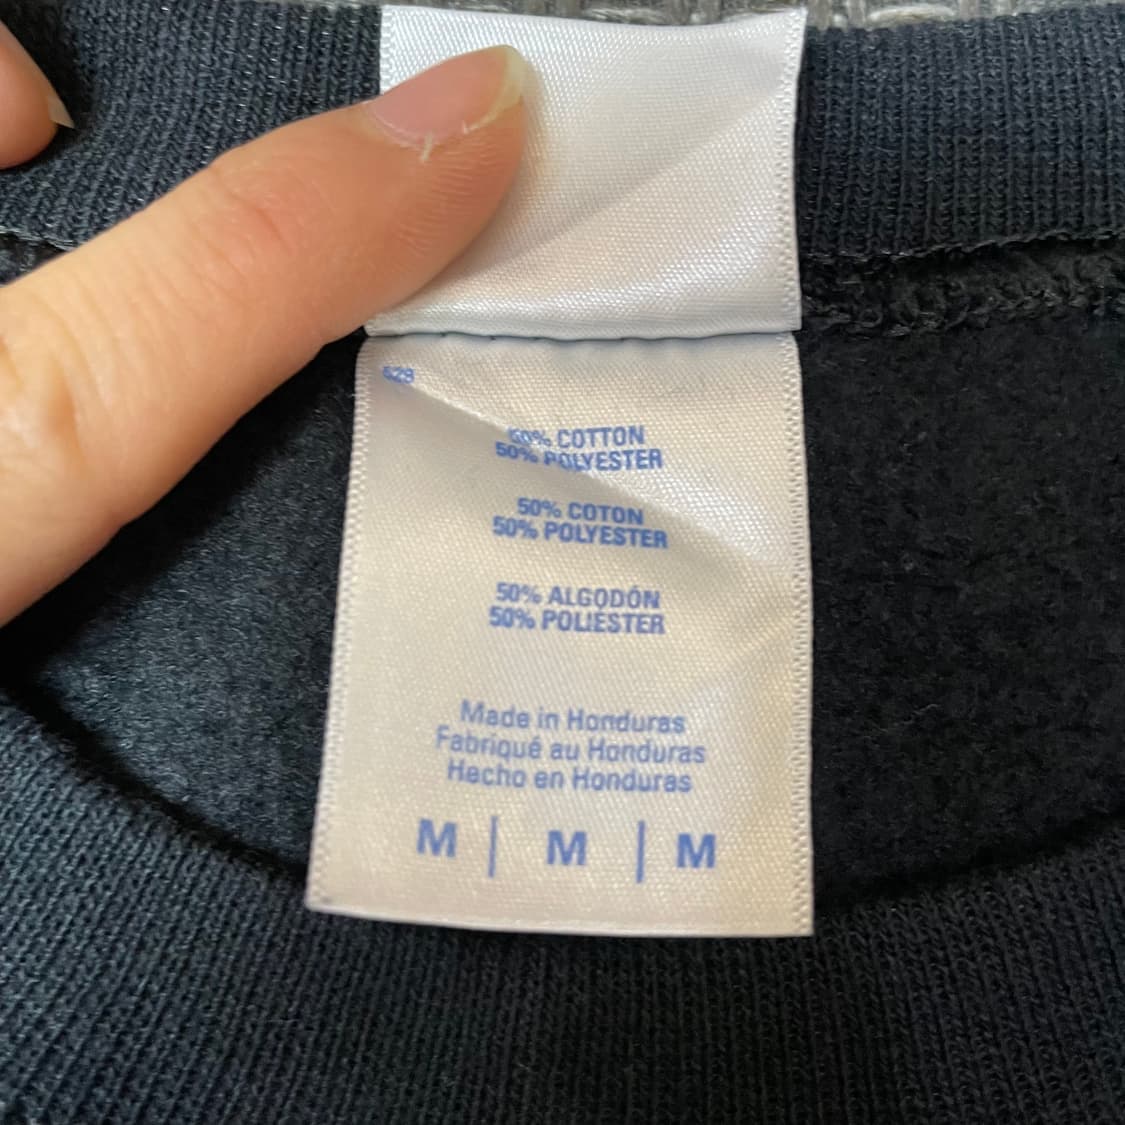 50% COTTON
50% POLYESTER
50% COTON
50% POLYESTER
50% ALGODÓN
50% POLIESTER
Made in Honduras
Fabriqué au Honduras
Hecho en Honduras
M | M | M